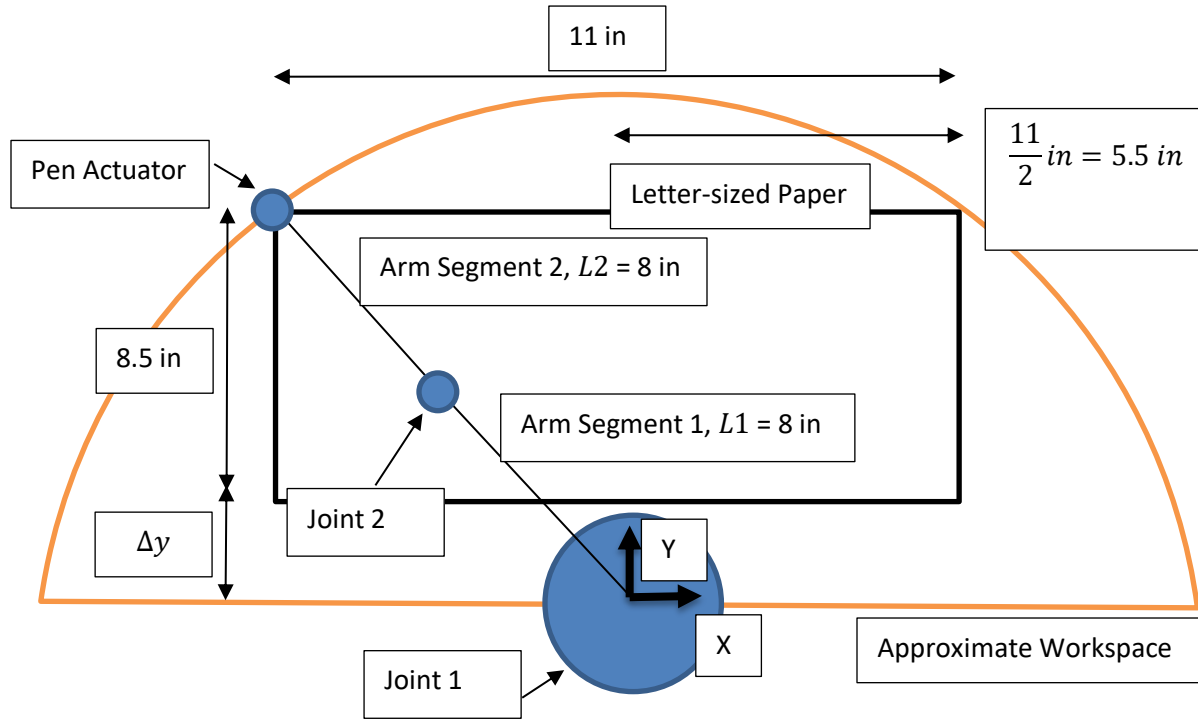 11 in
11/2 in = 5.5 in
Pen Actuator
Letter-sized Paper
Arm Segment 2, L2 = 8 in
8.5 in
Arm Segment 1, L1 = 8 in
Joint 2
Δy
Y
X
Approximate Workspace
Joint 1